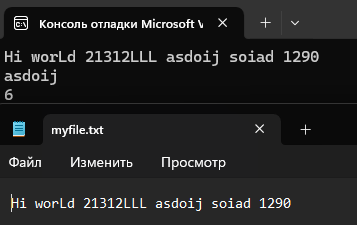 Консоль отладки Microsoft V
Hi worLd 21312LLL asdoij soiad 1290
asdoij
6
myfile.txt
Файл Изменить Просмотр
Hi worLd 21312LLL asdoij soiad 1290